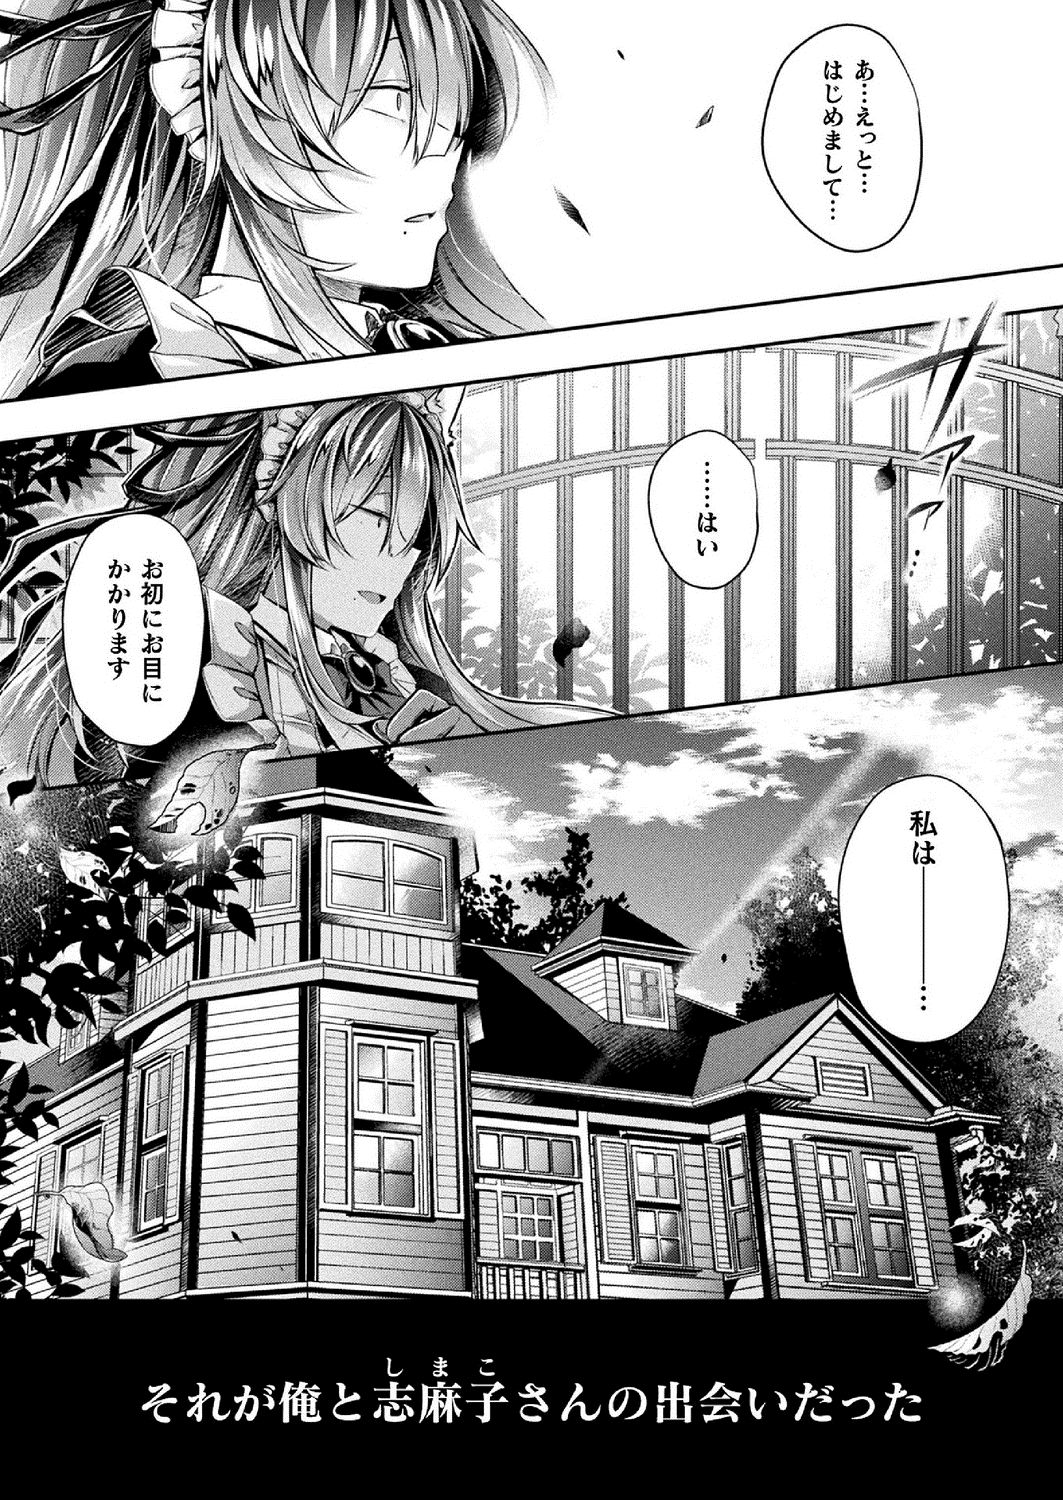 あ…えっと…
はじめまして…
ザァァ…
……はい
お初にお目に
かかります
私は――――…
それが俺と志麻子さんの出会いだった
しまこ